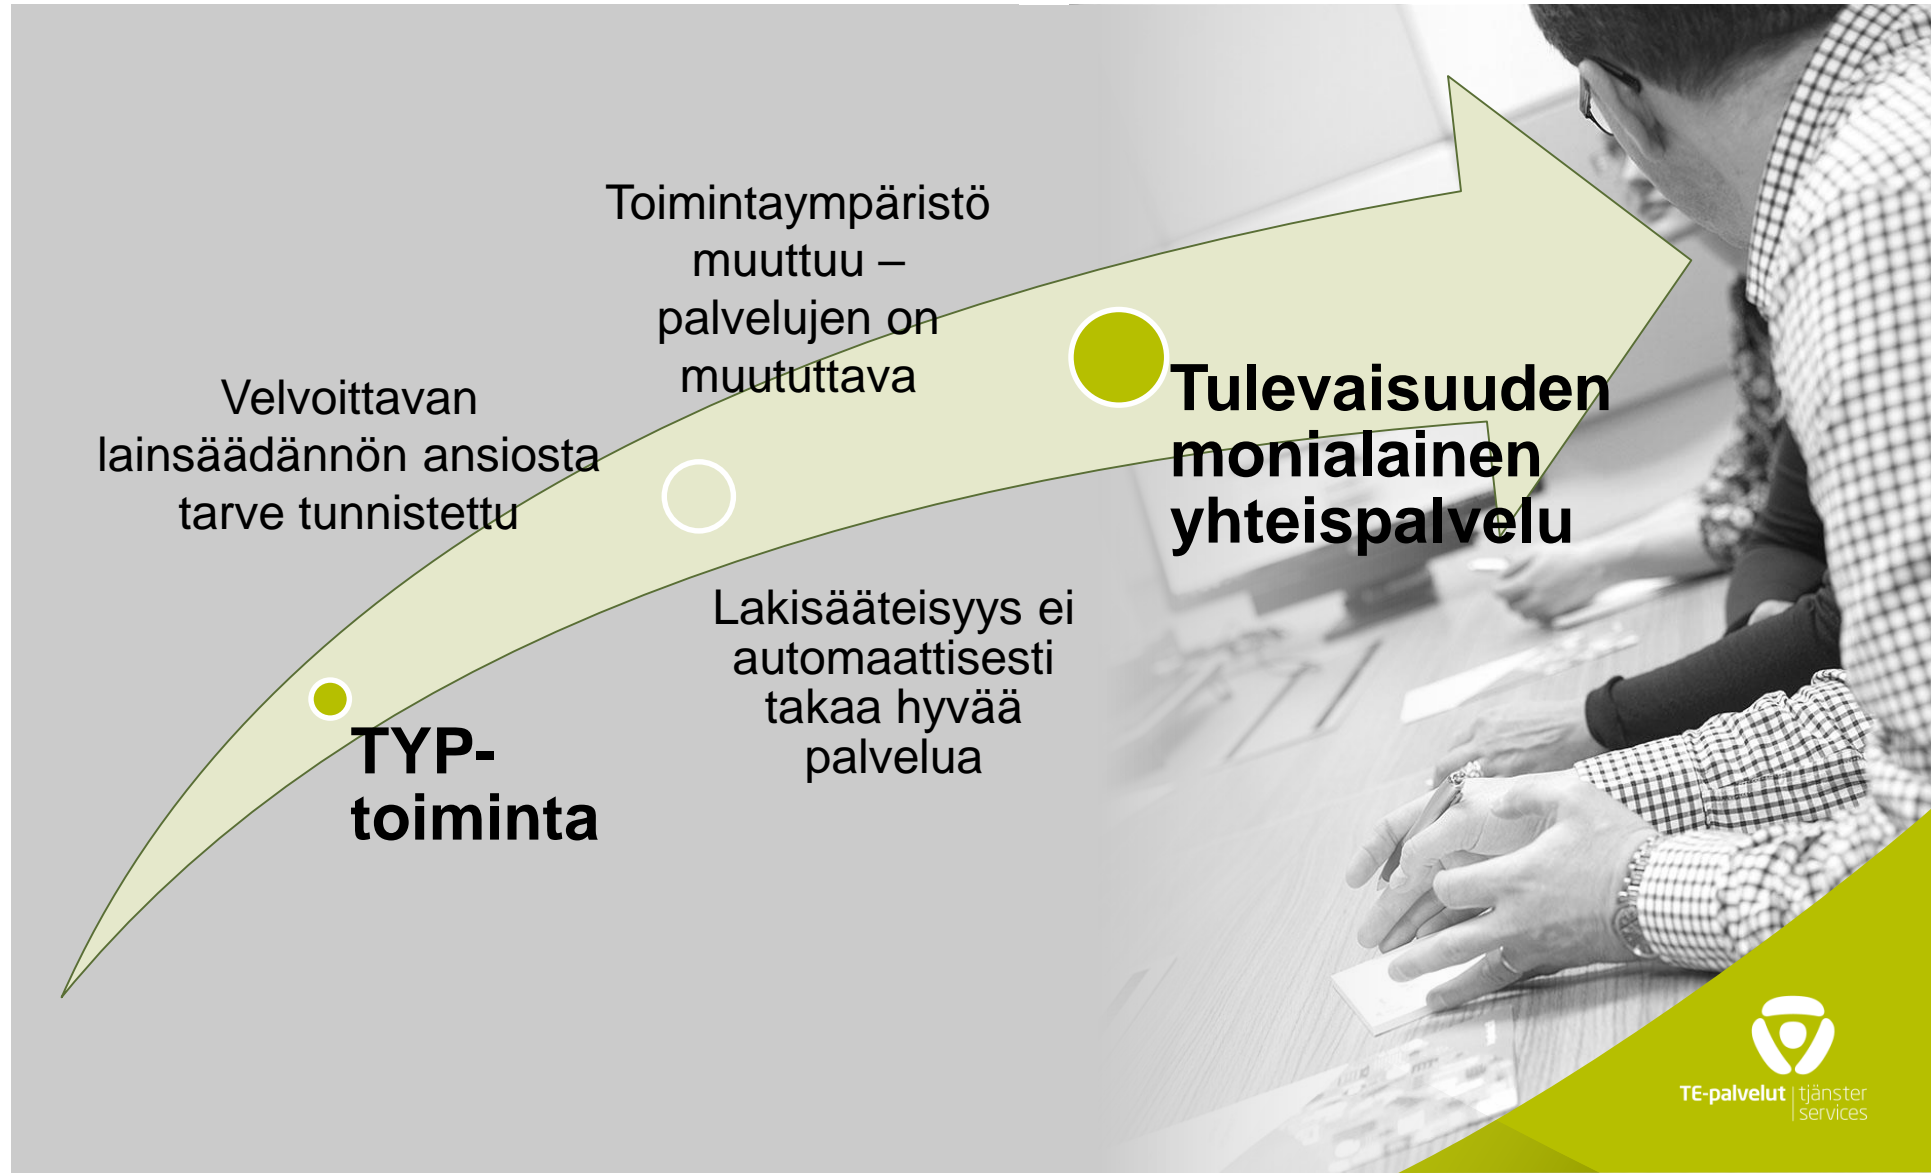 Toimintaympäristö
muuttuu –
palvelujen on
muututtava
Velvoittavan
lainsäädännön ansiosta
tarve tunnistettu
Tulevaisuuden
monialainen
yhteispalvelu
Lakisääteisyys ei
automaattisesti
takaa hyvää
palvelua
TYP-
toiminta
TE-palvelut | tjänster
services